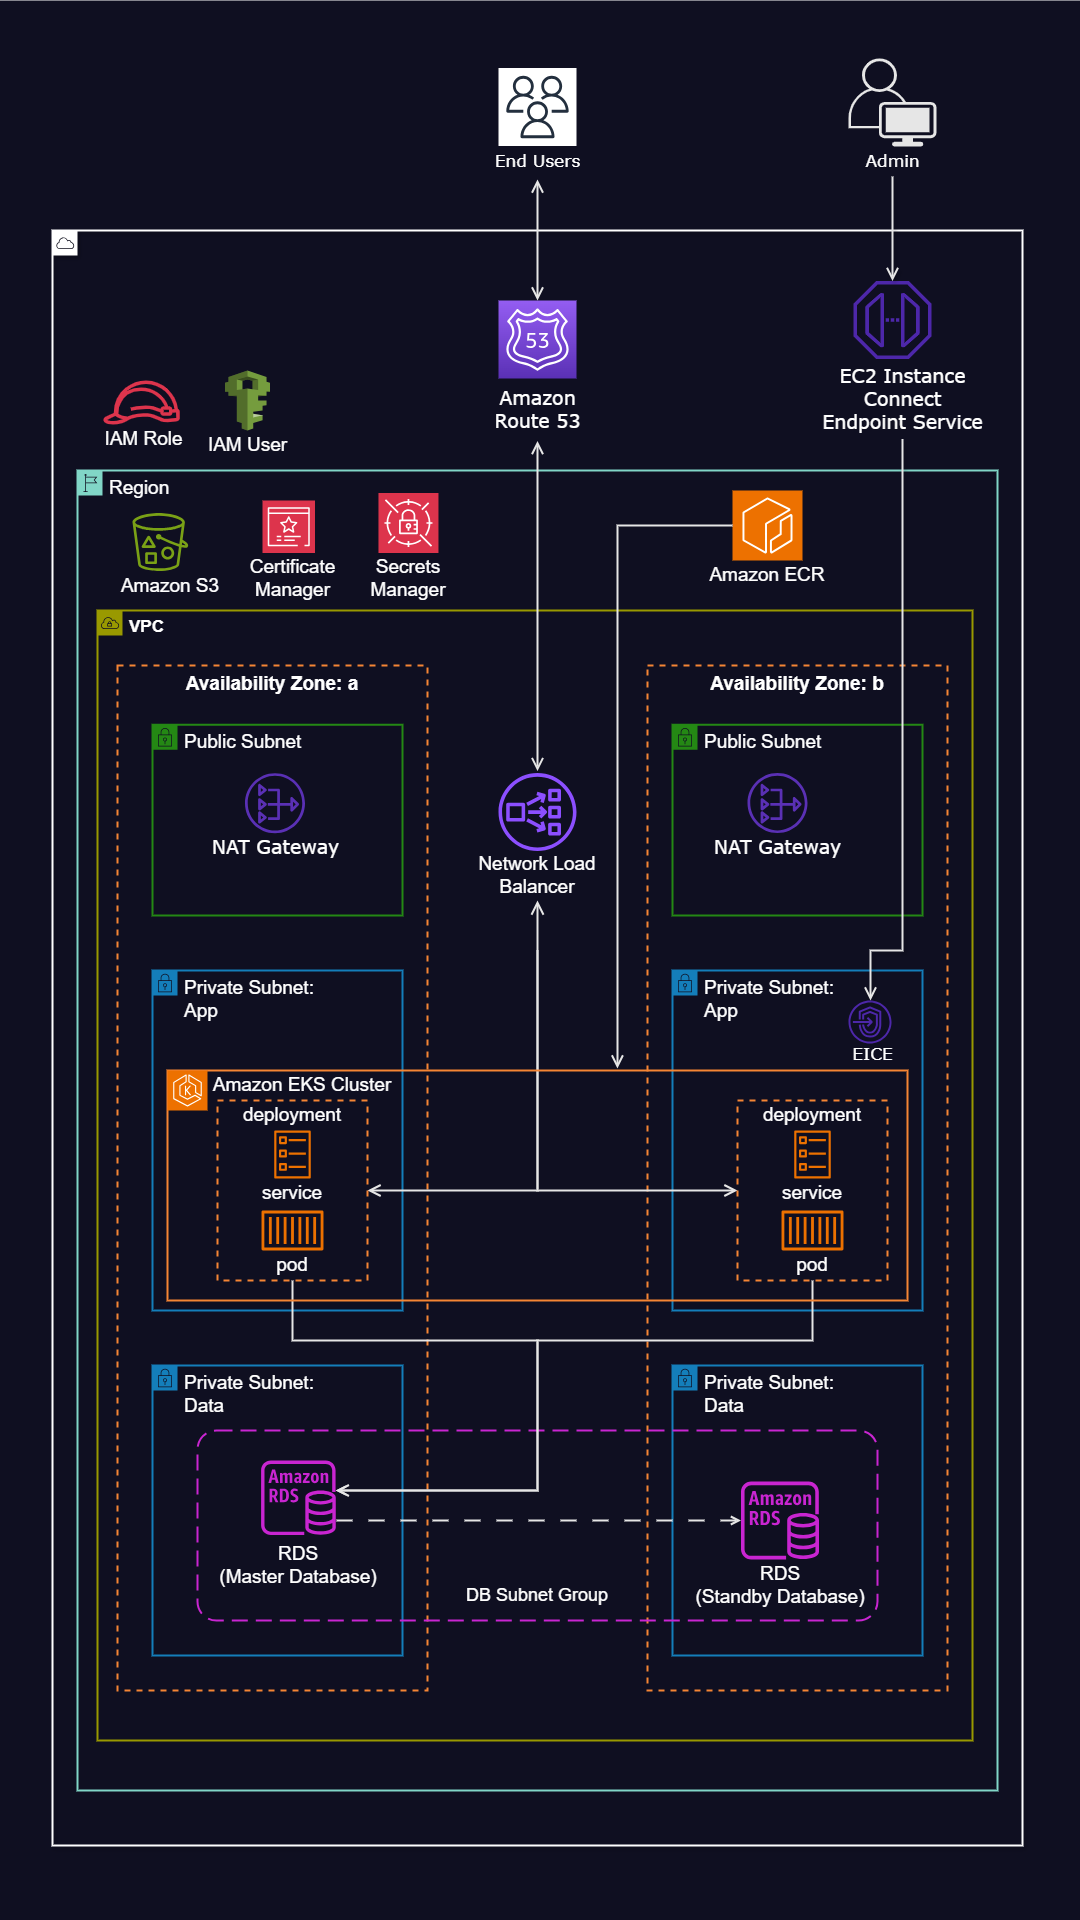 End Users
Admin
53
Amazon
Route 53
EC2 Instance
Connect
Endpoint Service
IAM Role
IAM User
Region
Amazon S3
Certificate
Manager
Secrets
Manager
Amazon ECR
VPC
Availability Zone: a
Availability Zone: b
Public Subnet
Public Subnet
NAT Gateway
NAT Gateway
Network Load
Balancer
Private Subnet:
App
Private Subnet:
App
EICE
K
Amazon EKS Cluster
deployment
service
pod
deployment
service
pod
Private Subnet:
Data
Private Subnet:
Data
Amazon
RDS
RDS
(Master Database)
DB Subnet Group
Amazon
RDS
RDS
(Standby Database)